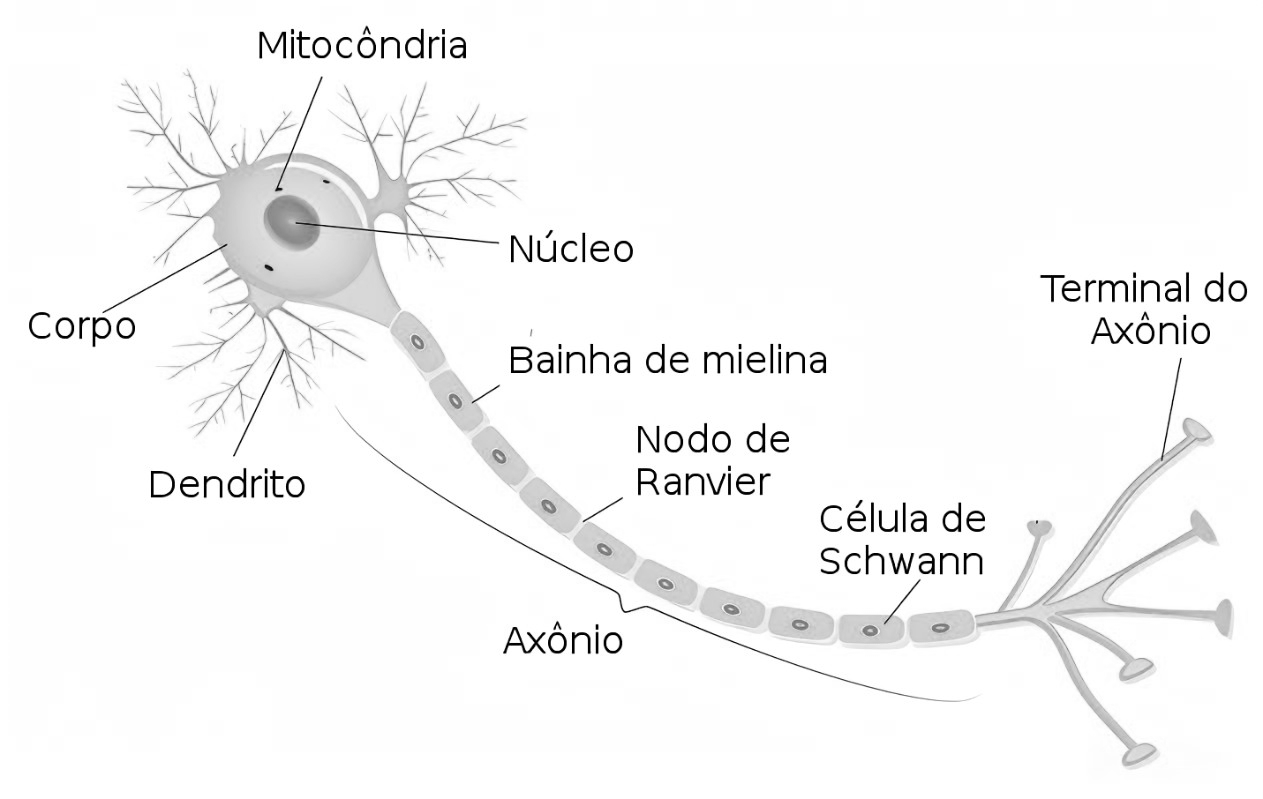 Mitocôndria
Núcleo
Corpo
Terminal do
Axônio
Bainha de mielina
Nodo de
Ranvier
Dendrito
Célula de
Schwann
Axônio